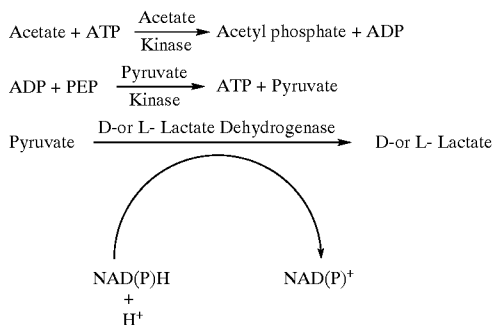 Acetate + ATP Acetate Kinase Acetyl phosphate + ADP
ADP + PEP Pyruvate Kinase ATP + Pyruvate
Pyruvate D-or L- Lactate Dehydrogenase D-or L- Lactate
NAD(P)H NAD(P)+
+
H+